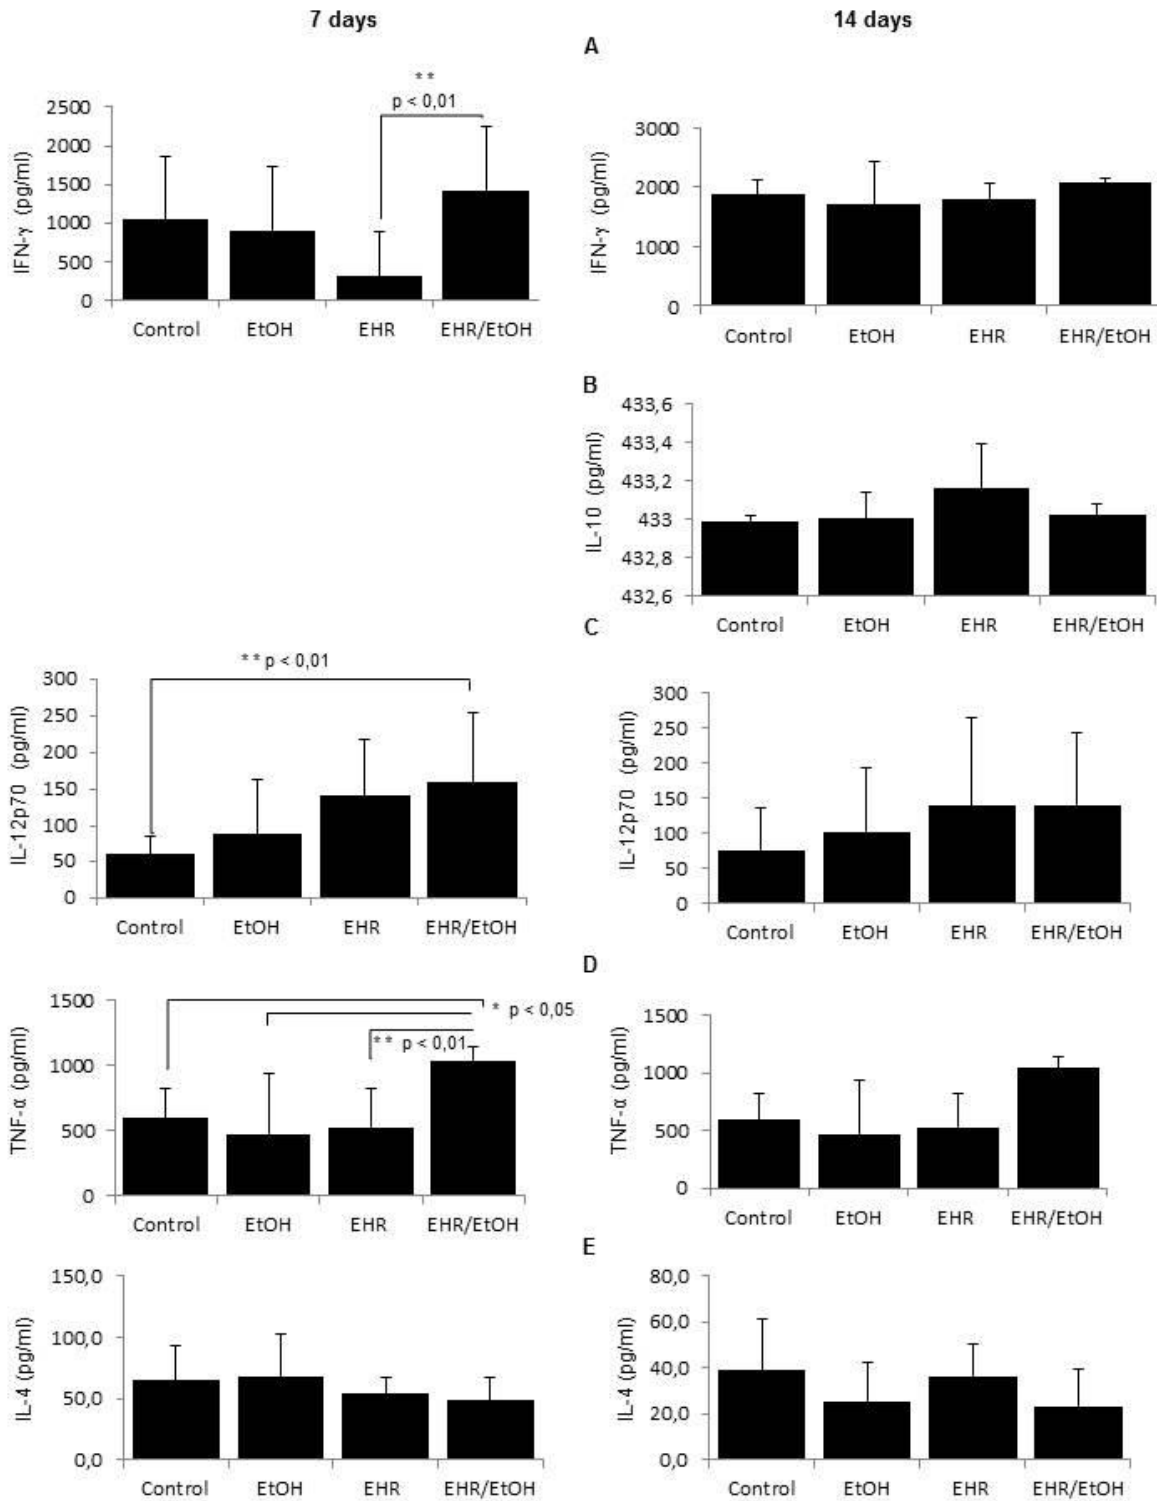 7 days
14 days
A
IFN-γ (pg/ml)
2500
2000
1500
1000
500
0
**
p < 0,01
Control EtOH EHR EHR/EtOH
IFN-γ (pg/ml)
3000
2000
1000
0
Control EtOH EHR EHR/EtOH
B
IL-10 (pg/ml)
433,6
433,4
433,2
433
432,8
432,6
Control EtOH EHR EHR/EtOH
C
IL-12p70 (pg/ml)
300
250
200
150
100
50
0
** p < 0,01
Control EtOH EHR EHR/EtOH
IL-12p70 (pg/ml)
300
250
200
150
100
50
0
Control EtOH EHR EHR/EtOH
D
TNF-α (pg/ml)
1500
1000
500
0
* p < 0,05
** p < 0,01
Control EtOH EHR EHR/EtOH
TNF-α (pg/ml)
1500
1000
500
0
Control EtOH EHR EHR/EtOH
E
IL-4 (pg/ml)
150,0
100,0
50,0
0,0
Control EtOH EHR EHR/EtOH
IL-4 (pg/ml)
80,0
60,0
40,0
20,0
0,0
Control EtOH EHR EHR/EtOH